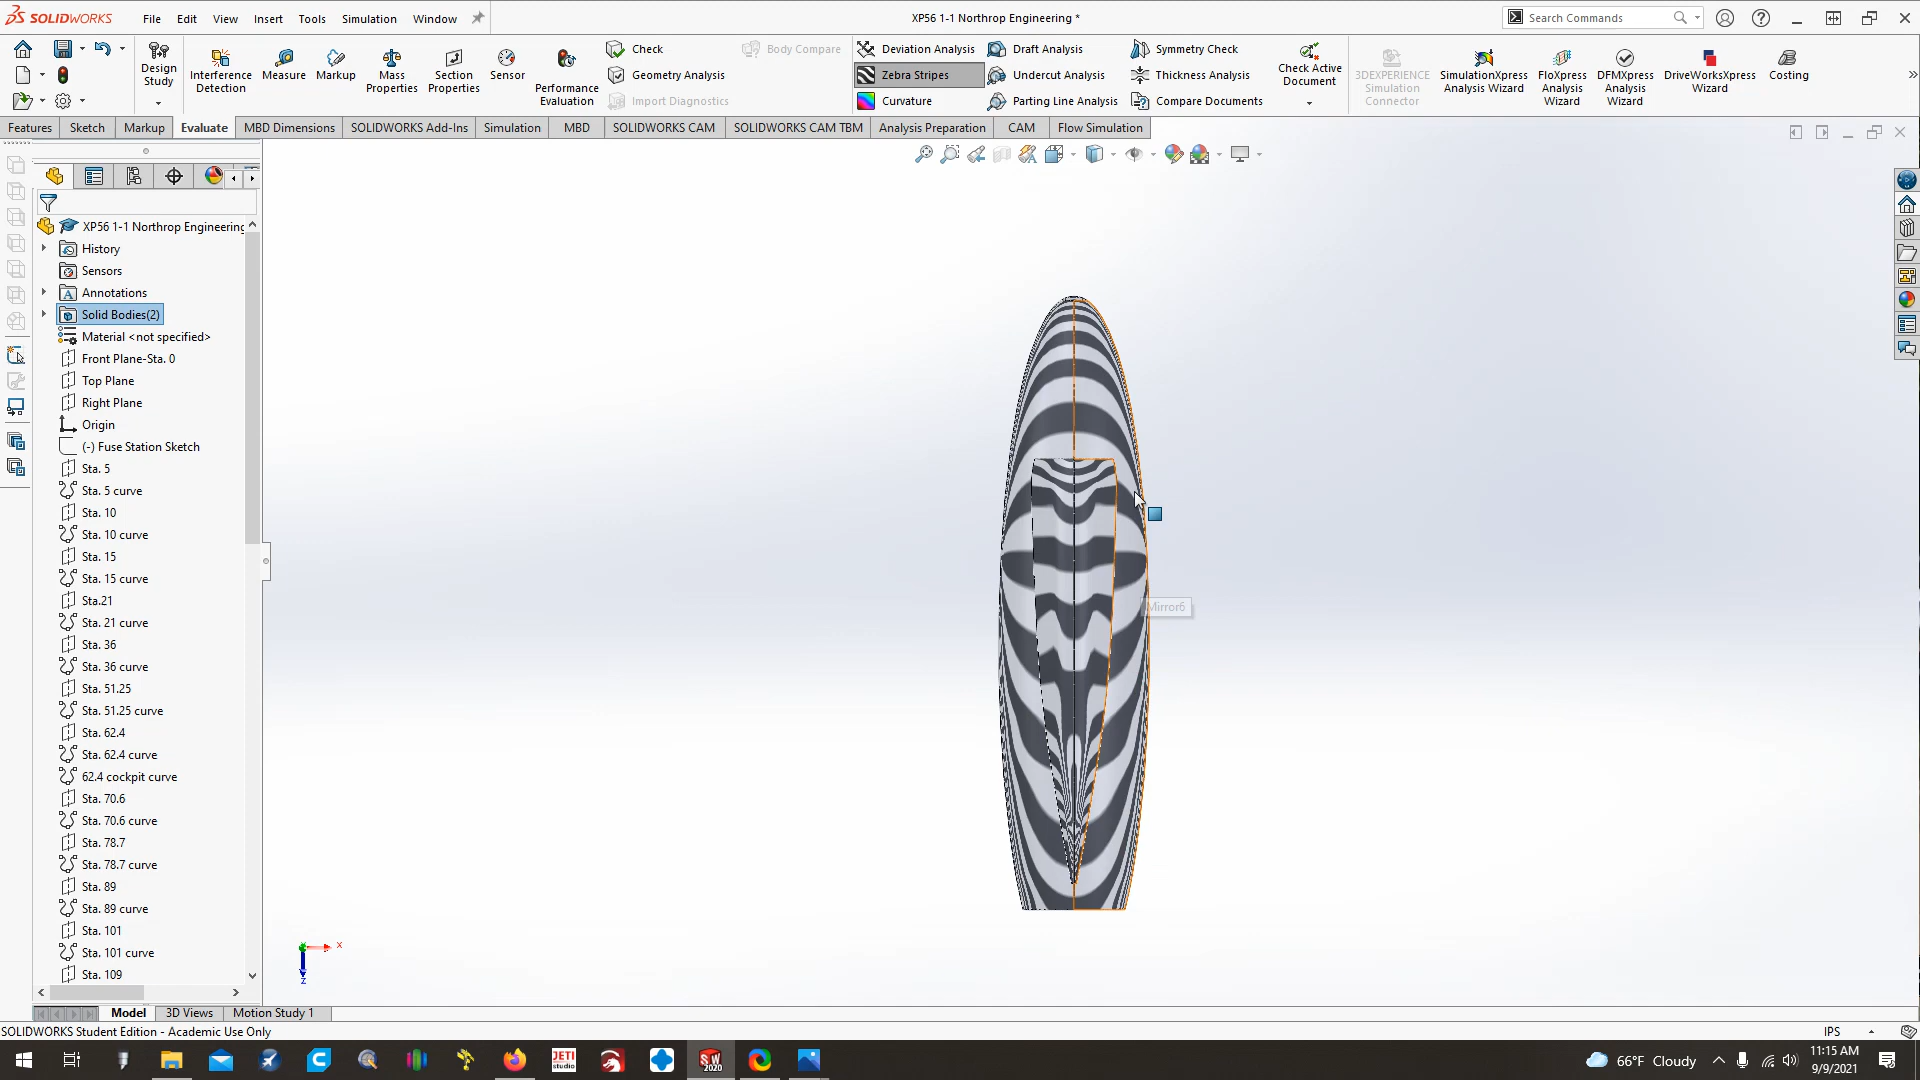 SOLIDWORKS File Edit View Insert Tools Simulation Window XP56 1-1 Northrop Engineering * Search Commands
Design Study
Interference Detection
Measure
Markup
Mass Properties
Section Properties
Sensor
Performance Evaluation
Check
Geometry Analysis
Import Diagnostics
Body Compare
Deviation Analysis
Zebra Stripes
Curvature
Draft Analysis
Undercut Analysis
Parting Line Analysis
Symmetry Check
Thickness Analysis
Compare Documents
Check Active Document
3DEXPERIENCE Simulation Connector
SimulationXpress Analysis Wizard
FloXpress Analysis Wizard
DFMXpress Analysis Wizard
DriveWorksXpress Wizard
Costing
Features Sketch Markup Evaluate MBD Dimensions SOLIDWORKS Add-Ins Simulation MBD SOLIDWORKS CAM SOLIDWORKS CAM TBM Analysis Preparation CAM Flow Simulation
XP56 1-1 Northrop Engineering
History
Sensors
Annotations
Solid Bodies(2)
Material <not specified>
Front Plane-Sta. 0
Top Plane
Right Plane
Origin
(-) Fuse Station Sketch
Sta. 5
Sta. 5 curve
Sta. 10
Sta. 10 curve
Sta. 15
Sta. 15 curve
Sta.21
Sta. 21 curve
Sta. 36
Sta. 36 curve
Sta. 51.25
Sta. 51.25 curve
Sta. 62.4
Sta. 62.4 curve
62.4 cockpit curve
Sta. 70.6
Sta. 70.6 curve
Sta. 78.7
Sta. 78.7 curve
Sta. 89
Sta. 89 curve
Sta. 101
Sta. 101 curve
Sta. 109
Mirror6
X
Z
Model 3D Views Motion Study 1
SOLIDWORKS Student Edition - Academic Use Only IPS
JETI studio
SW 2020
66°F Cloudy
11:15 AM
9/9/2021